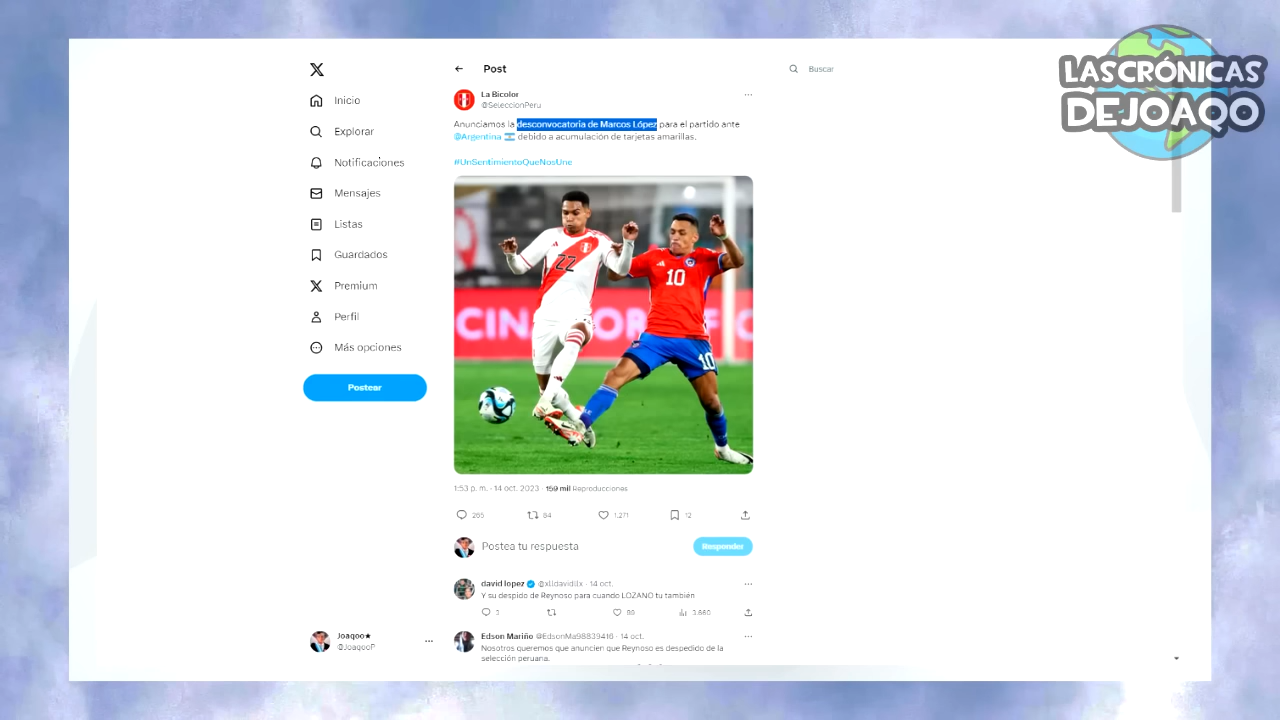 LAS CRÓNICAS
DE JOAQO
Post
Buscar
Inicio
Explorar
Notificaciones
Mensajes
Listas
Guardados
Premium
Perfil
Más opciones
Postear
La Bicolor
@SeleccionPeru
Anunciamos la desconvocatoria de Marcos López para el partido ante
@Argentina 🇦🇷 debido a acumulación de tarjetas amarillas.
#UnSentimientoQueNosUne
22
10
10
1:53 p. m. · 14 oct. 2023 · 159 mil Reproducciones
265 84 1,271 12
Postea tu respuesta
Responder
david lopez @xlldavidllx · 14 oct.
Y su despido de Reynoso para cuando LOZANO tu también
3 89 3.660
Joaqoo★
@JoaqooP
Edson Mariño @EdsonMa98839416 · 14 oct.
Nosotros queremos que anuncien que Reynoso es despedido de la
selección peruana.